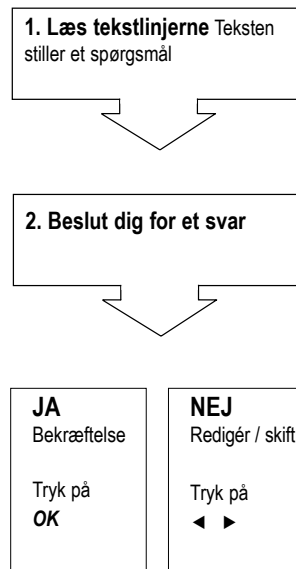 1. Læs tekstlinjerne Teksten
stiller et spørgsmål
2. Beslut dig for et svar
JA
Bekræftelse
Tryk på
OK
NEJ
Redigér / skift
Tryk på
◄ ►